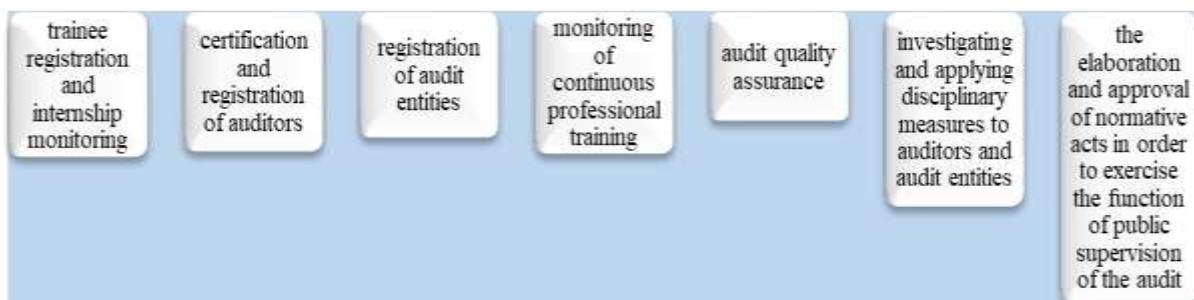 trainee
registration
and
internship
monitoring
certification
and
registration
of auditors
registration
of audit
entities
monitoring
of
continuous
professional
training
audit quality
assurance
investigating
and applying
disciplinary
measures to
auditors and
audit entities
the
elaboration
and approval
of normative
acts in order
to exercise
the function
of public
supervision
of the audit